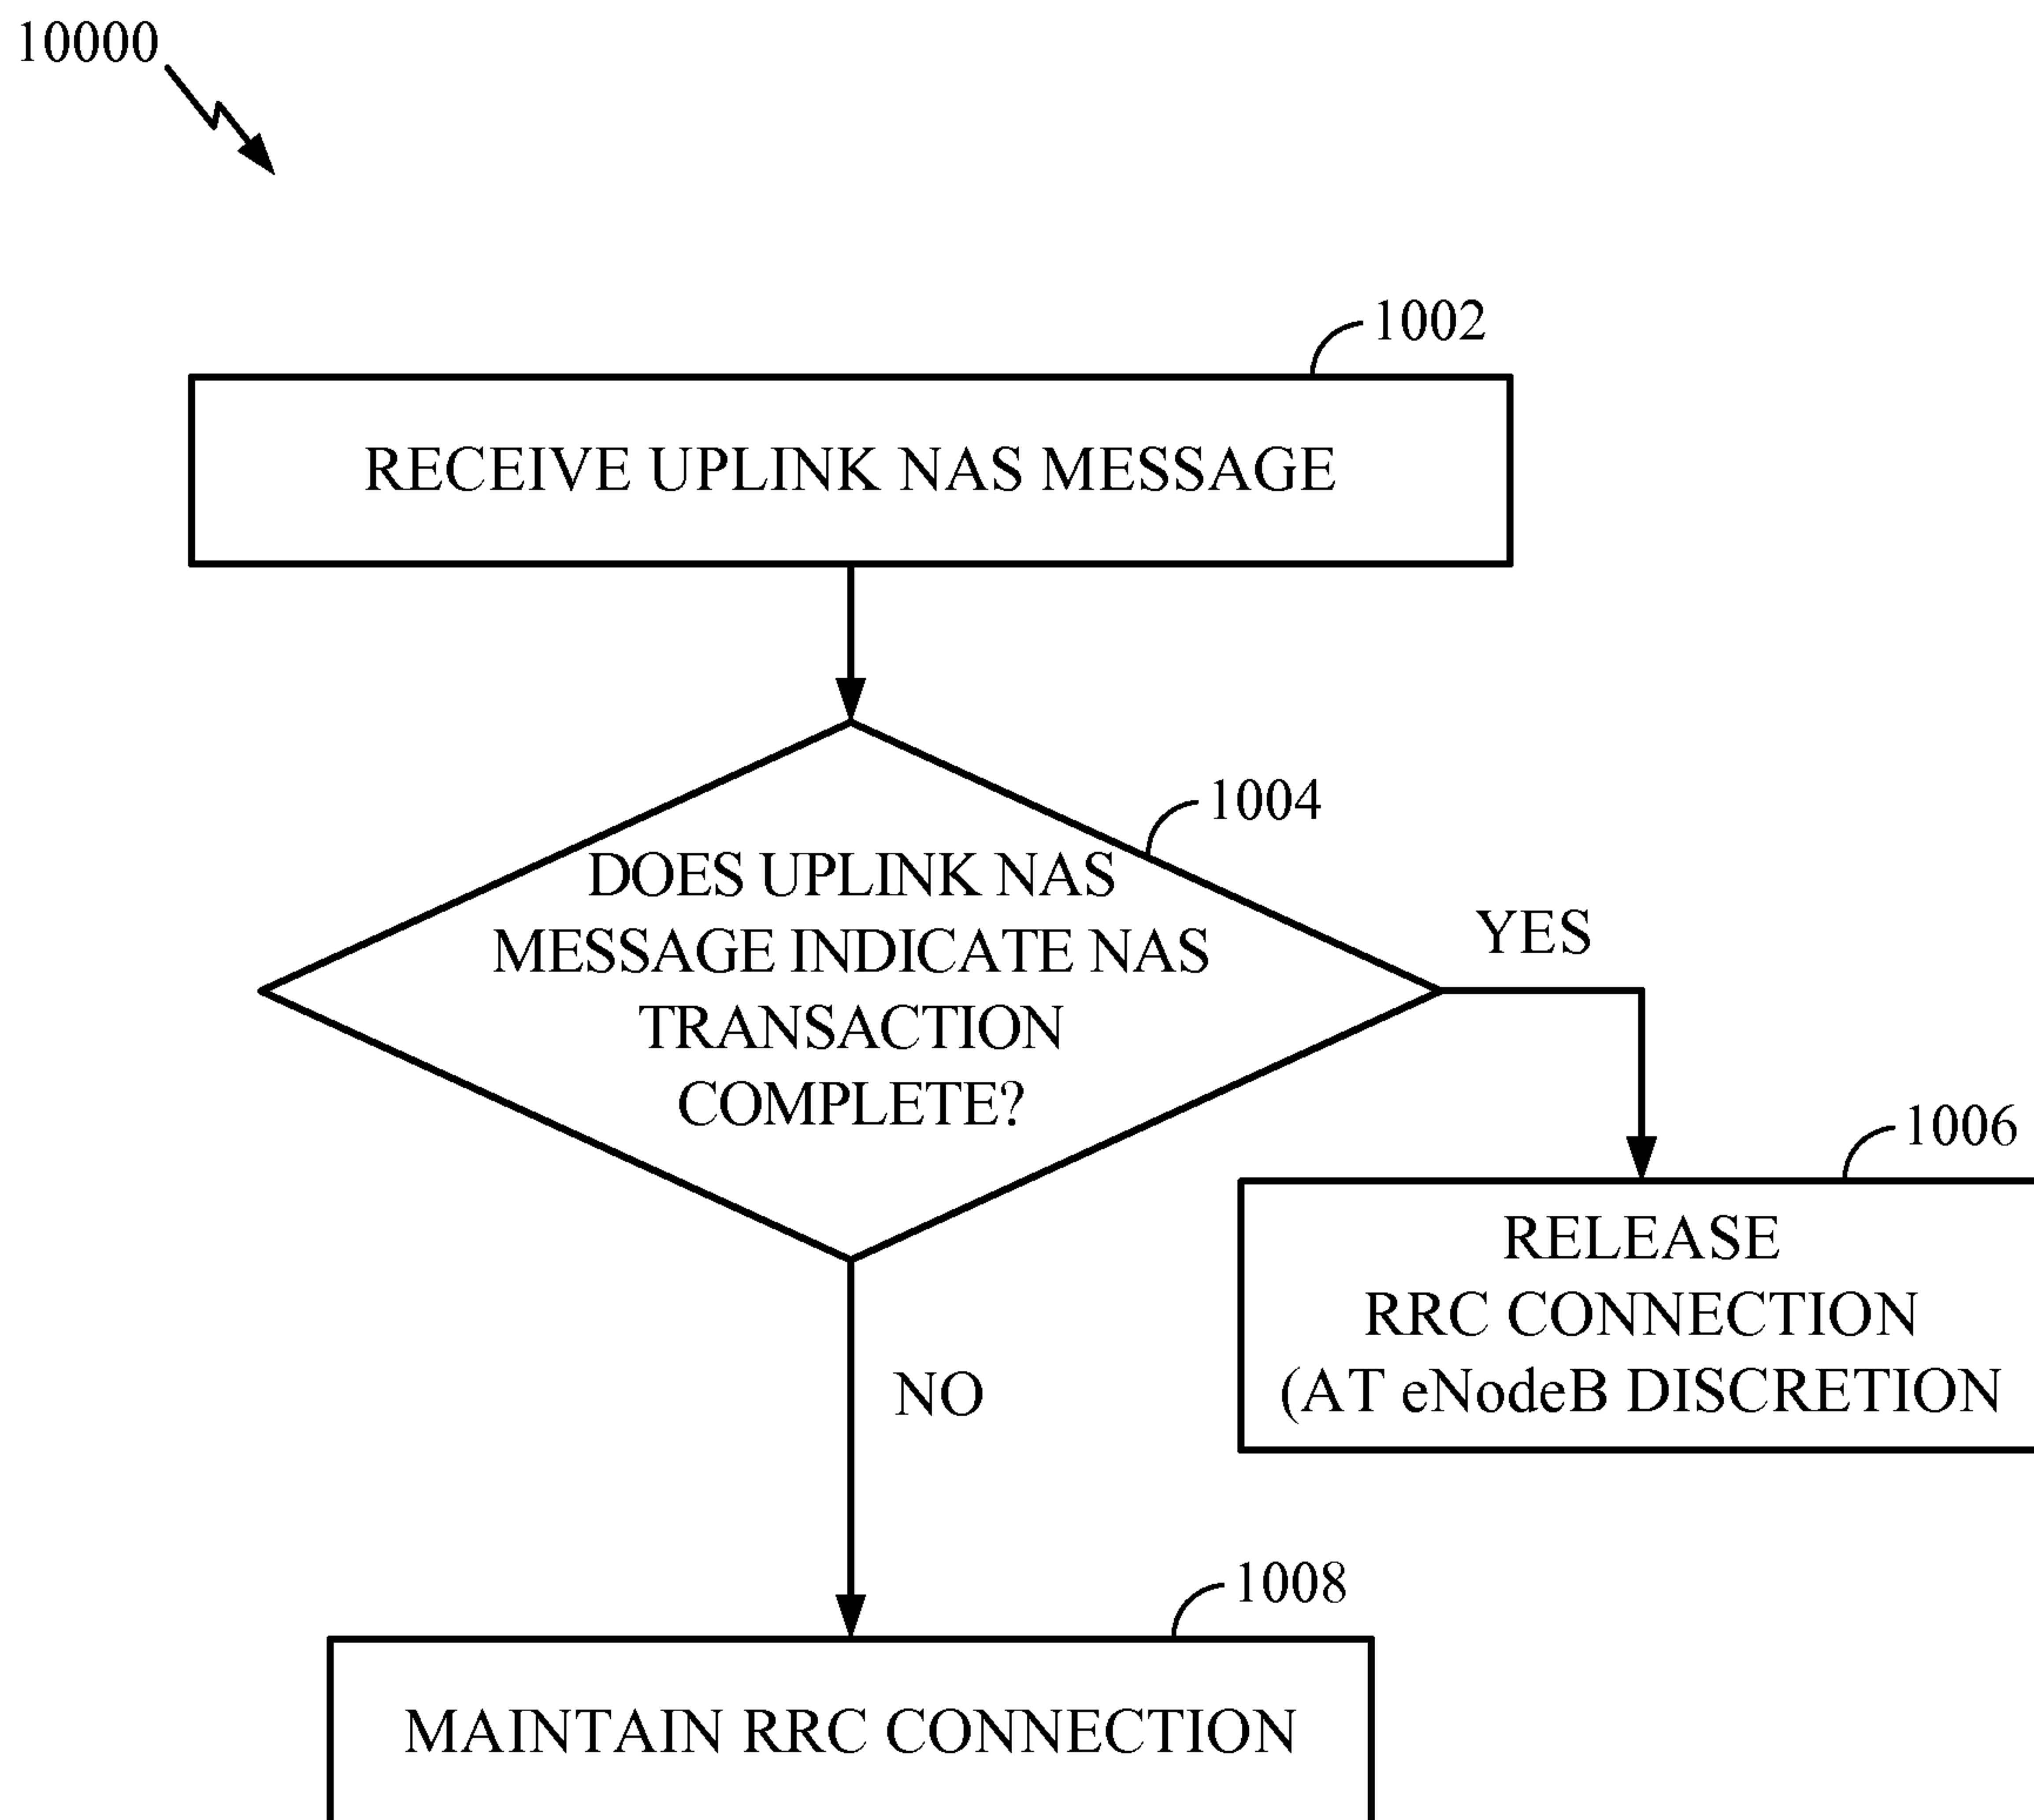 10000
1002
RECEIVE UPLINK NAS MESSAGE
1004
DOES UPLINK NAS
MESSAGE INDICATE NAS
TRANSACTION
COMPLETE?
YES
1006
RELEASE
RRC CONNECTION
(AT eNodeB DISCRETION
NO
1008
MAINTAIN RRC CONNECTION